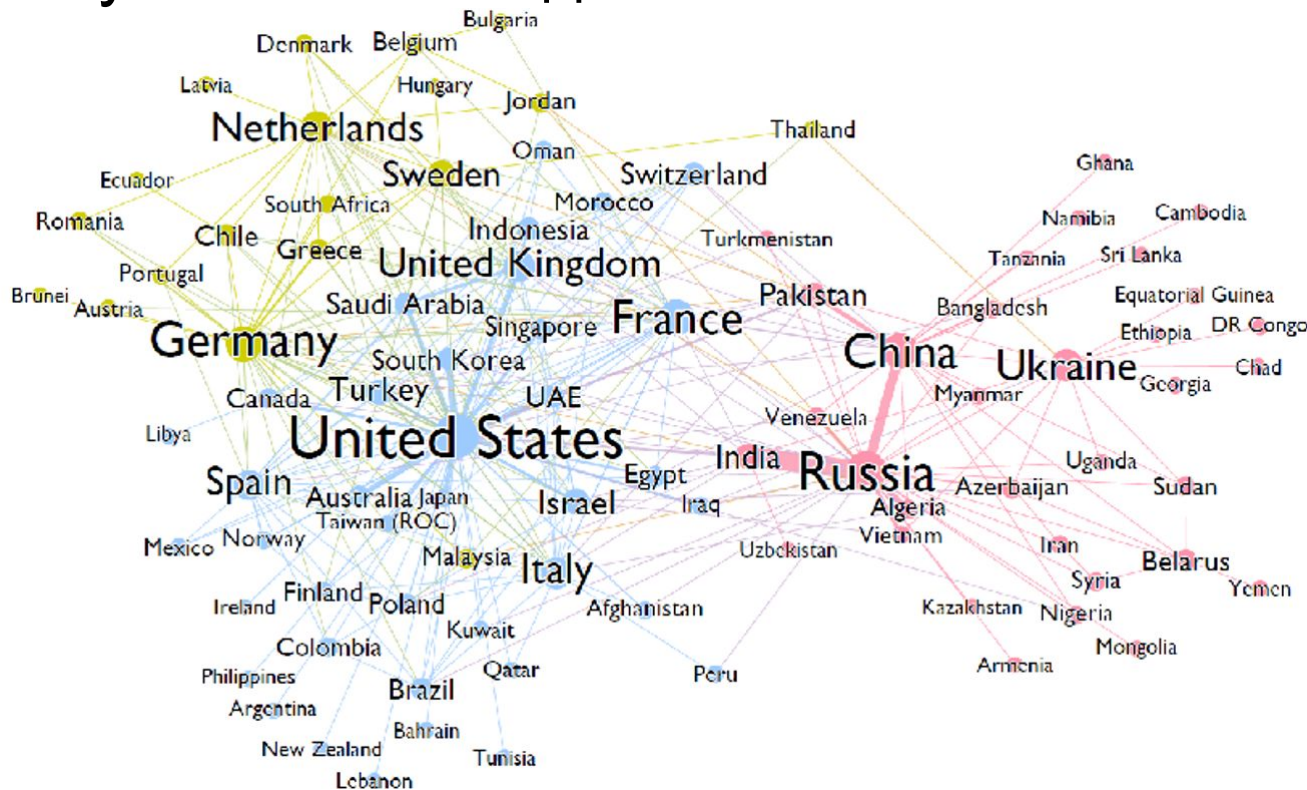 Bulgaria
Denmark
Belgium
Latvia
Hungary
Jordan
Netherlands
Thailand
Oman
Ghana
Sweden
Switzerland
Ecuador
South Africa
Morocco
Romania
Namibia
Cambodia
Chile
Indonesia
Turkmenistan
Greece
Tanzania
Sri Lanka
Portugal
United Kingdom
Brunei
Austria
Saudi Arabia
Pakistan
Bangladesh
Equatorial Guinea
Germany
Singapore
France
Ethiopia
DR Congo
China
South Korea
Ukraine
Chad
Canada
Turkey
UAE
Myanmar
Georgia
Venezuela
Libya
United States
India
Russia
Uganda
Spain
Egypt
Azerbaijan
Sudan
Australia
Japan
Israel
Iraq
Algeria
Taiwan (ROC)
Vietnam
Mexico
Norway
Malaysia
Italy
Uzbekistan
Iran
Belarus
Syria
Yemen
Ireland
Finland
Poland
Afghanistan
Kazakhstan
Nigeria
Kuwait
Colombia
Mongolia
Philippines
Qatar
Peru
Armenia
Brazil
Argentina
Bahrain
New Zealand
Tunisia
Lebanon